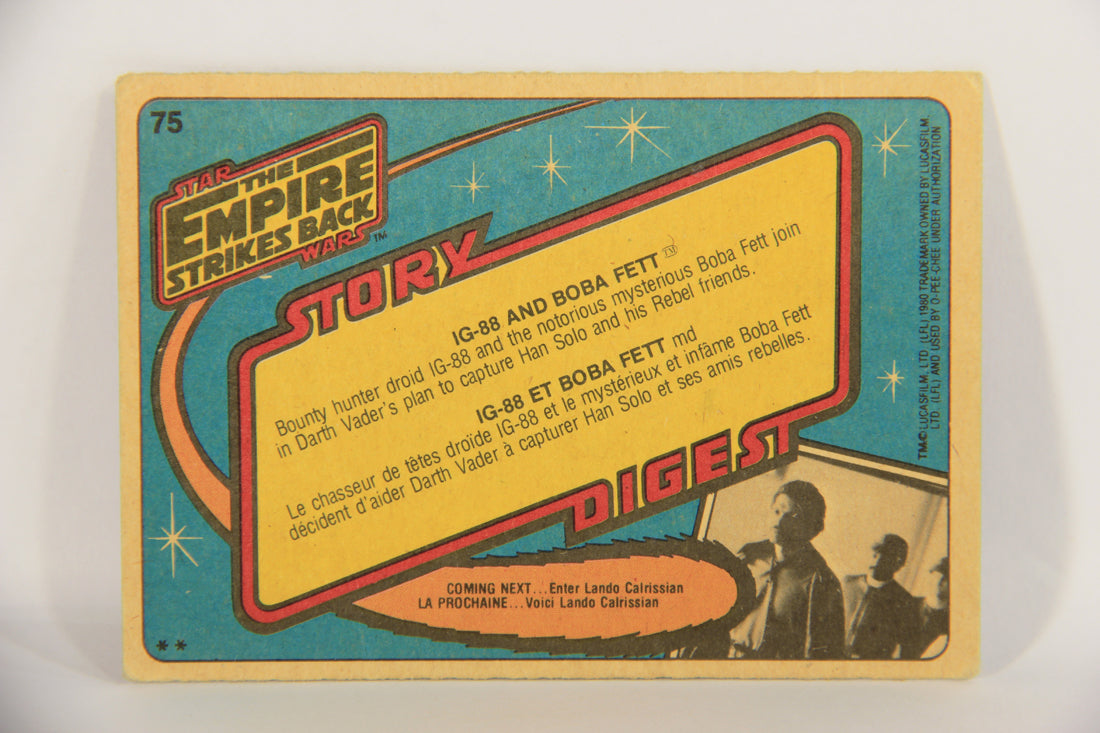 75
STAR
THE
EMPIRE
STRIKES BACK
WARS™
STORY
IG-88 AND BOBA FETT TM
Bounty hunter droid IG-88 and the notorious mysterious Boba Fett join
in Darth Vader's plan to capture Han Solo and his Rebel friends.
IG-88 ET BOBA FETT md
Le chasseur de têtes droïde IG-88 et le mystérieux et infâme Boba Fett
décident d'aider Darth Vader à capturer Han Solo et ses amis rebelles.
DIGEST
COMING NEXT...Enter Lando Calrissian
LA PROCHAINE...Voici Lando Calrissian
**
TM©LUCASFILM, LTD. (LFL) 1980 TRADEMARK OWNED BY LUCASFILM,
LTD. (LFL) AND USED BY O-PEE-CHEE UNDER AUTHORIZATION